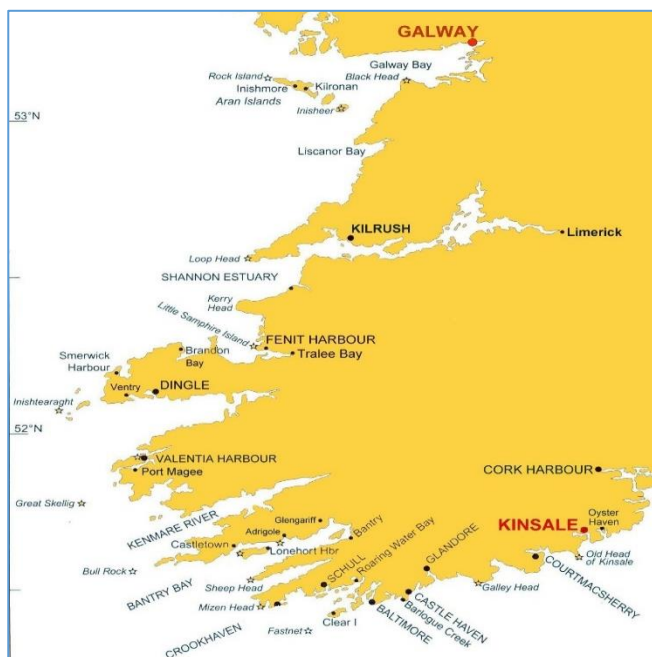 GALWAY
Galway Bay
Rock Island
Black Head
Inishmore
Kilronan
Aran Islands
Inisheer
53°N
Liscanor Bay
KILRUSH
Limerick
Loop Head
SHANNON ESTUARY
Kerry
Head
Little Samphire Island
FENIT HARBOUR
Tralee Bay
Brandon
Bay
Smerwick
Harbour
Ventry
DINGLE
Inishtearaght
52°N
VALENTIA HARBOUR
Port Magee
CORK HARBOUR
Great Skellig
KENMARE RIVER
Glengariff
Adrigole
Bantry
Castletown
Lonehort Hbr
Roaring Water Bay
GLANDORE
KINSALE
Oyster
Haven
Old Head
of Kinsale
COURTMACSHERRY
Galley Head
Bull Rock
BANTRY BAY
Sheep Head
SCHULL
Mizen Head
CASTLE HAVEN
Barlogue Creek
BALTIMORE
Clear I
CROOKHAVEN
Fastnet